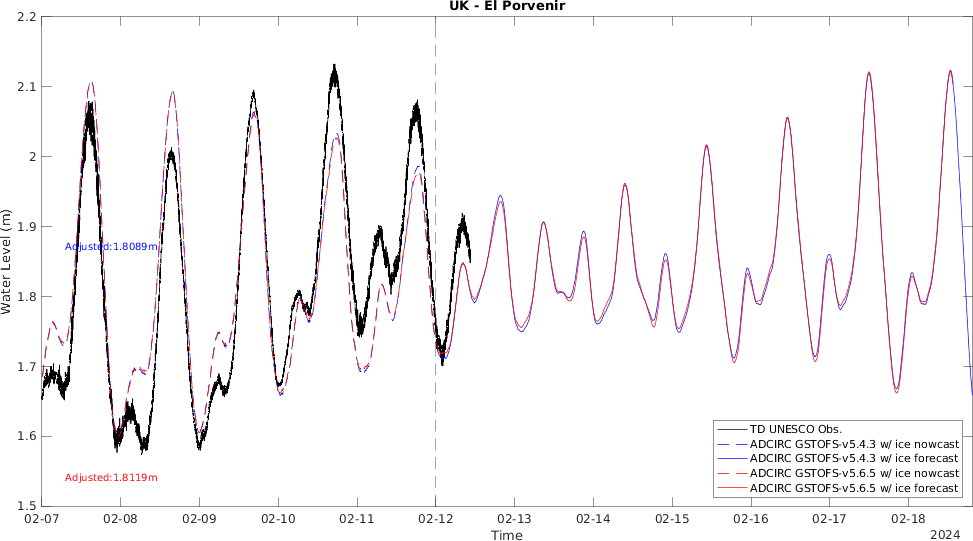 UK - El Porvenir
2.2
2.1
2
1.9
1.8
1.7
1.6
1.5
Water Level (m)
Adjusted:1.8089m
Adjusted:1.8119m
TD UNESCO Obs.
ADCIRC GSTOFS-v5.4.3 w/ ice nowcast
ADCIRC GSTOFS-v5.4.3 w/ ice forecast
ADCIRC GSTOFS-v5.6.5 w/ ice nowcast
ADCIRC GSTOFS-v5.6.5 w/ ice forecast
02-07 02-08 02-09 02-10 02-11 02-12 02-13 02-14 02-15 02-16 02-17 02-18
Time
2024